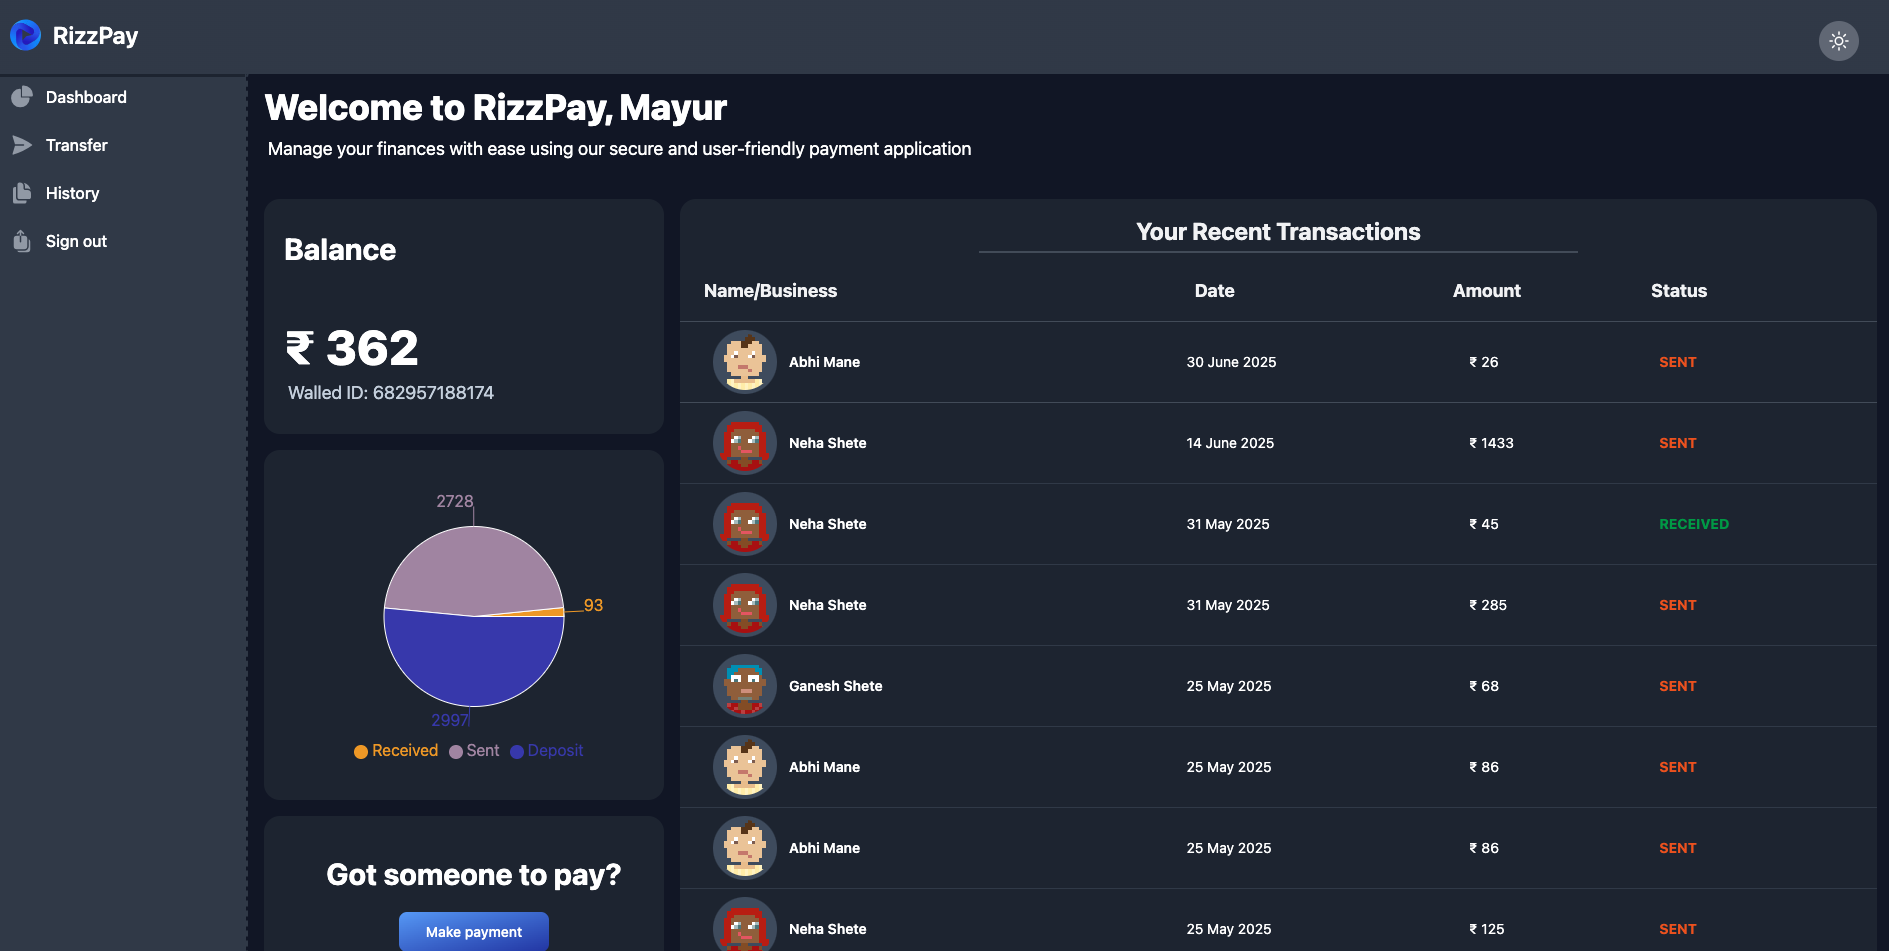 RizzPay
Dashboard
Transfer
History
Sign out
Welcome to RizzPay, Mayur
Manage your finances with ease using our secure and user-friendly payment application
Balance
₹ 362
Walled ID: 682957188174
2728
93
2997
Received Sent Deposit
Got someone to pay?
Make payment
Your Recent Transactions
Name/Business Date Amount Status
Abhi Mane 30 June 2025 ₹ 26 SENT
Neha Shete 14 June 2025 ₹ 1433 SENT
Neha Shete 31 May 2025 ₹ 45 RECEIVED
Neha Shete 31 May 2025 ₹ 285 SENT
Ganesh Shete 25 May 2025 ₹ 68 SENT
Abhi Mane 25 May 2025 ₹ 86 SENT
Abhi Mane 25 May 2025 ₹ 86 SENT
Neha Shete 25 May 2025 ₹ 125 SENT